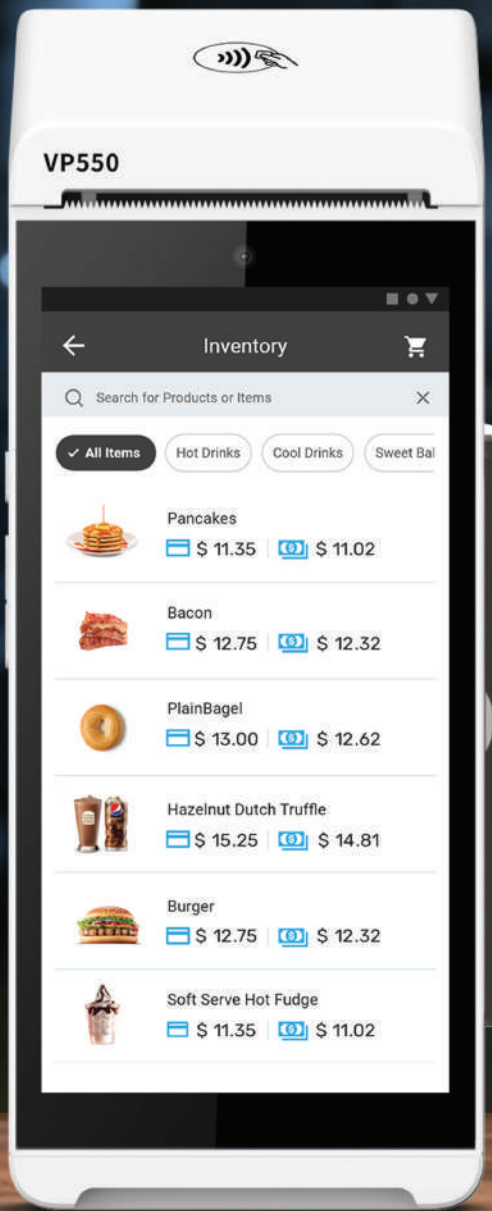 VP550
Inventory
Search for Products or Items
All Items Hot Drinks Cool Drinks Sweet Bal
Pancakes
$ 11.35 $ 11.02
Bacon
$ 12.75 $ 12.32
PlainBagel
$ 13.00 $ 12.62
Hazelnut Dutch Truffle
$ 15.25 $ 14.81
Burger
$ 12.75 $ 12.32
Soft Serve Hot Fudge
$ 11.35 $ 11.02